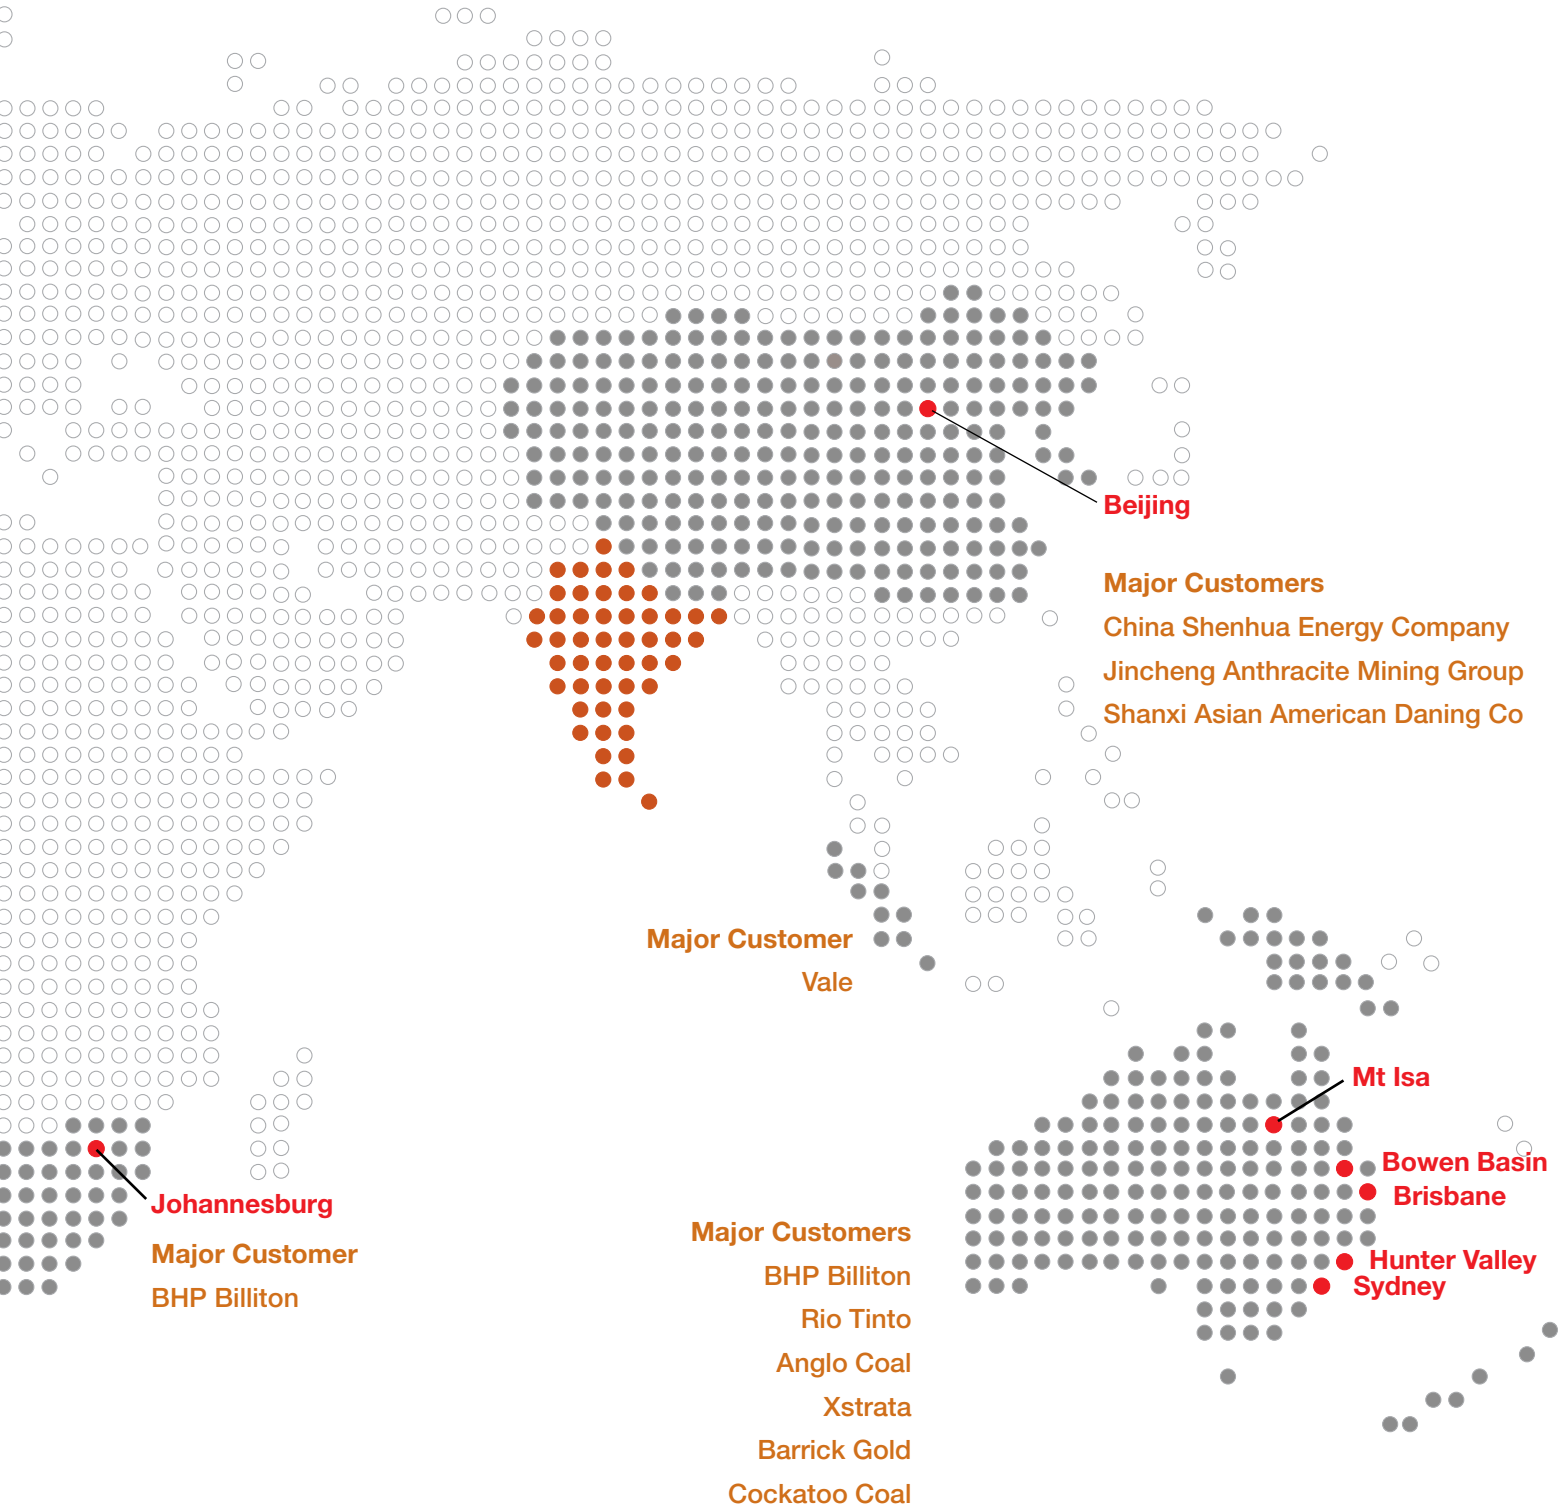 Beijing
Major Customers
China Shenhua Energy Company
Jincheng Anthracite Mining Group
Shanxi Asian American Daning Co
Major Customer
Vale
Mt Isa
Bowen Basin
Brisbane
Hunter Valley
Sydney
Johannesburg
Major Customer
BHP Billiton
Major Customers
BHP Billiton
Rio Tinto
Anglo Coal
Xstrata
Barrick Gold
Cockatoo Coal